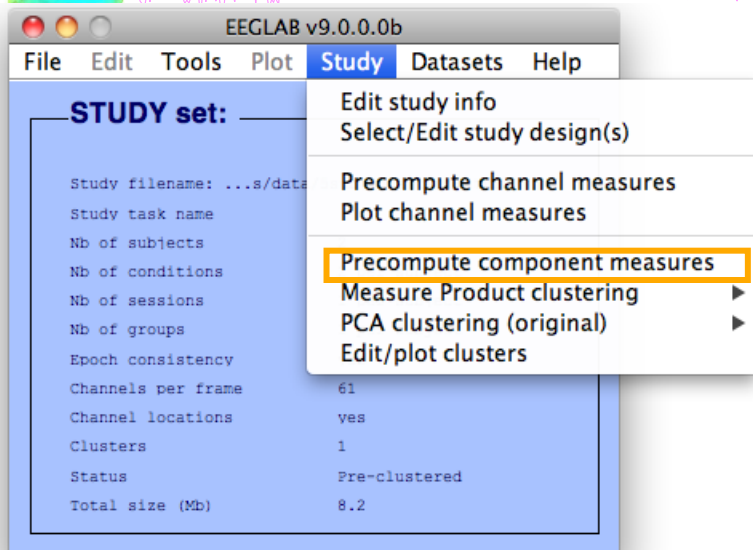 EEGLAB v9.0.0.0b
File Edit Tools Plot Study Datasets Help
STUDY set:
Edit study info
Select/Edit study design(s)
Precompute channel measures
Plot channel measures
Precompute component measures
Measure Product clustering
PCA clustering (original)
Edit/plot clusters
Study filename: ...s/data
Study task name
Nb of subjects
Nb of conditions
Nb of sessions
Nb of groups
Epoch consistency
Channels per frame 61
Channel locations yes
Clusters 1
Status Pre-clustered
Total size (Mb) 8.2